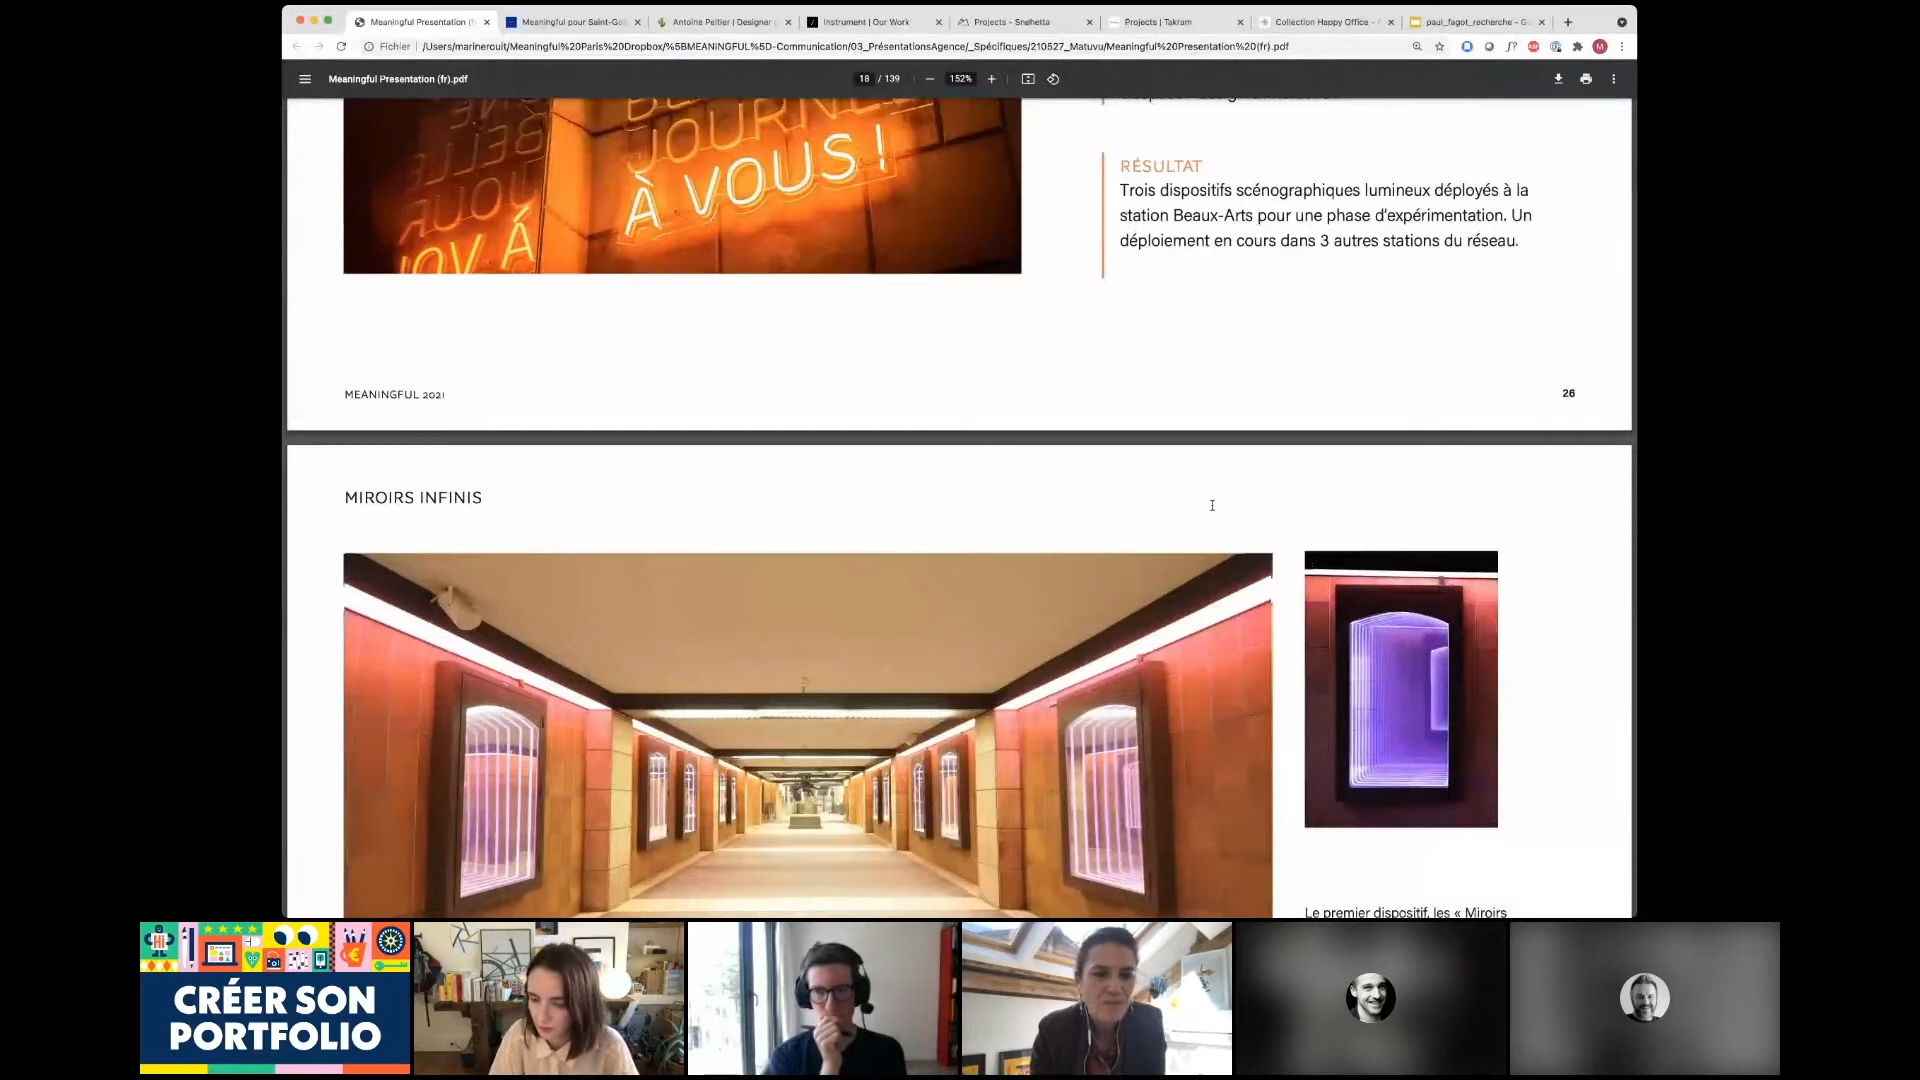 Meaningful Presentation (
Meaningful pour Saint-Go
Antoine Peltier | Designer
Instrument | Our Work
Projects - Snøhetta
Projects | Takram
Collection Happy Office -
paul_fagot_recherche - G
Fichier
/Users/marinerouit/Meaningful%20Paris%20Dropbox/%5BMEANINGFUL%5D-Communication/03_PrésentationsAgence/_Spécifiques/210527_Matuvu/Meaningful%20Presentation%20(fr).pdf
M
Meaningful Presentation (fr).pdf
18 / 139
152%
JOURNÉ
À VOUS !
RÉSULTAT
Trois dispositifs scénographiques lumineux déployés à la
station Beaux-Arts pour une phase d'expérimentation. Un
déploiement en cours dans 3 autres stations du réseau.
MEANINGFUL 2021
26
MIROIRS INFINIS
Le premier dispositif, les « Miroirs
Hi
CRÉER SON
PORTFOLIO